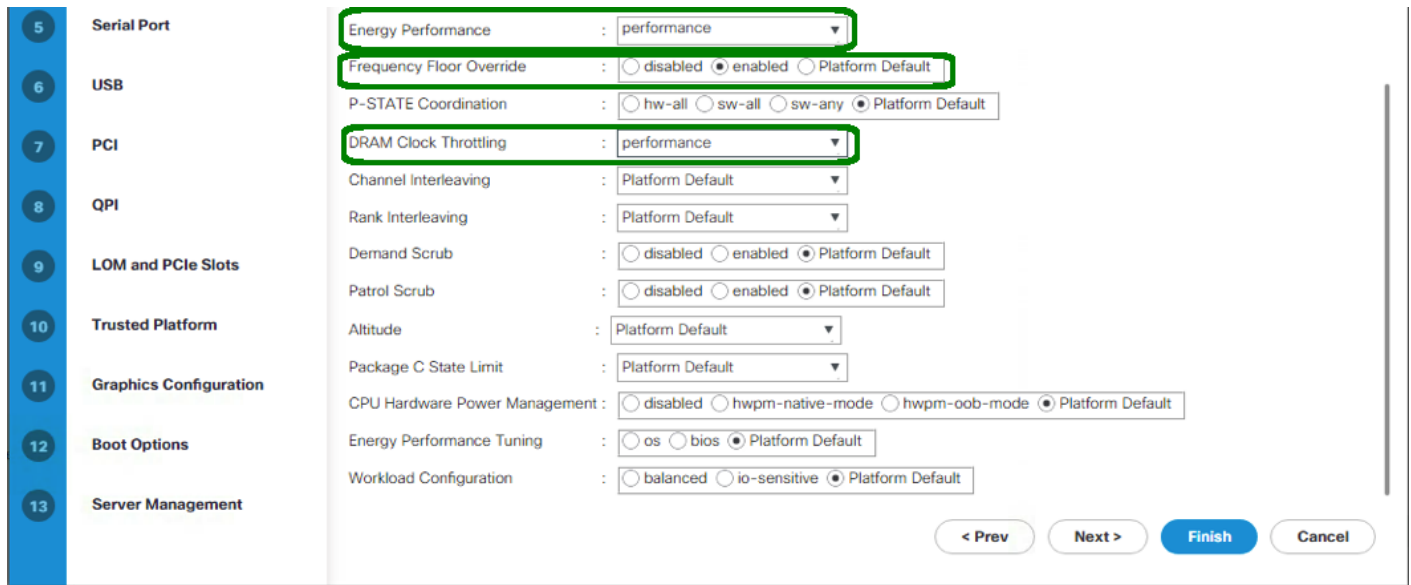 5 Serial Port
6 USB
7 PCI
8 QPI
9 LOM and PCIe Slots
10 Trusted Platform
11 Graphics Configuration
12 Boot Options
13 Server Management
Energy Performance : performance
Frequency Floor Override : disabled enabled Platform Default
P-STATE Coordination : hw-all sw-all sw-any Platform Default
DRAM Clock Throttling : performance
Channel Interleaving : Platform Default
Rank Interleaving : Platform Default
Demand Scrub : disabled enabled Platform Default
Patrol Scrub : disabled enabled Platform Default
Altitude : Platform Default
Package C State Limit : Platform Default
CPU Hardware Power Management : disabled hwpm-native-mode hwpm-oob-mode Platform Default
Energy Performance Tuning : os bios Platform Default
Workload Configuration : balanced io-sensitive Platform Default
< Prev Next > Finish Cancel